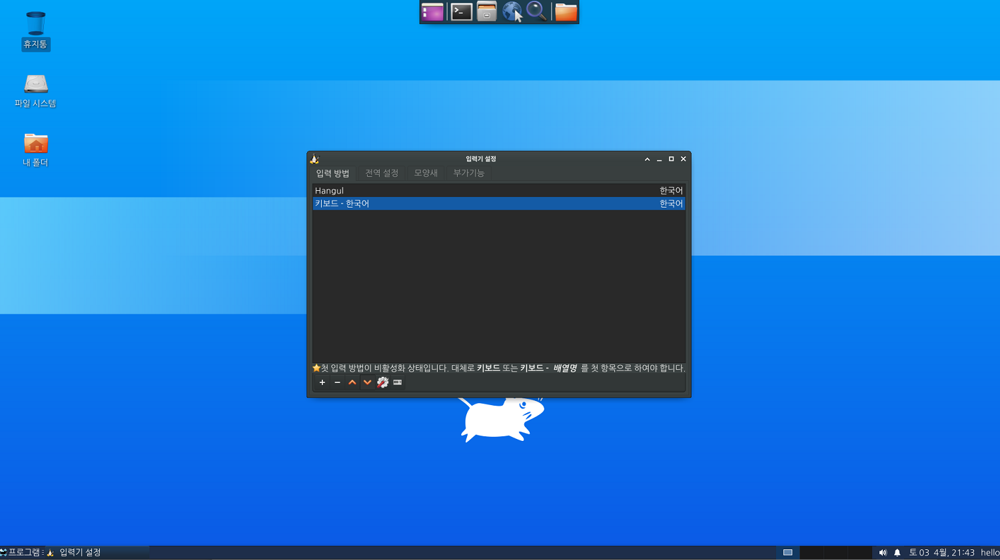 휴지통
파일 시스템
내 폴더
입력기 설정
입력 방법 전역 설정 모양새 부가기능
Hangul 한국어
키보드 - 한국어 한국어
첫 입력 방법이 비활성화 상태입니다. 대체로 키보드 또는 키보드 - 배열명 를 첫 항목으로 하여야 합니다.
프로그램 입력기 설정 토 03 4월, 21:43 hello